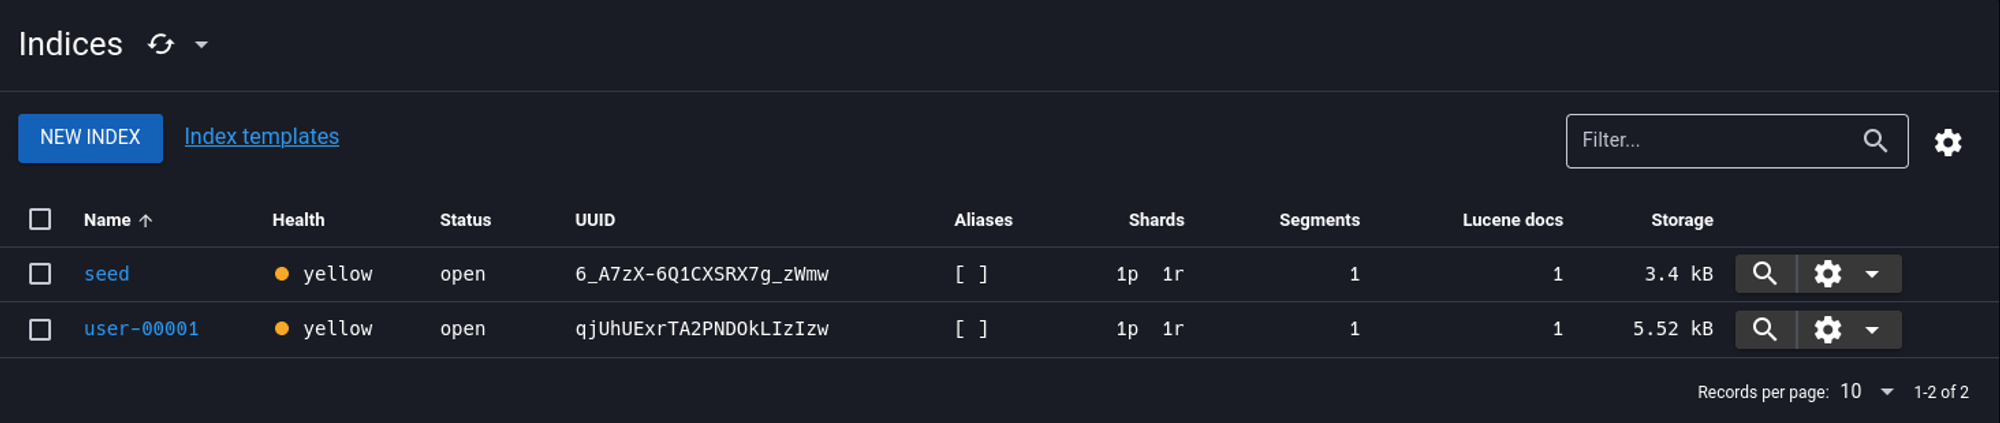 Indices
NEW INDEX Index templates Filter...
Name ↑ Health Status UUID Aliases Shards Segments Lucene docs Storage
seed yellow open 6_A7zX-6Q1CXSRX7g_zWmw [ ] 1p 1r 1 1 3.4 kB
user-00001 yellow open qjUhUExrTA2PNDOkLIzIzw [ ] 1p 1r 1 1 5.52 kB
Records per page: 10 1-2 of 2